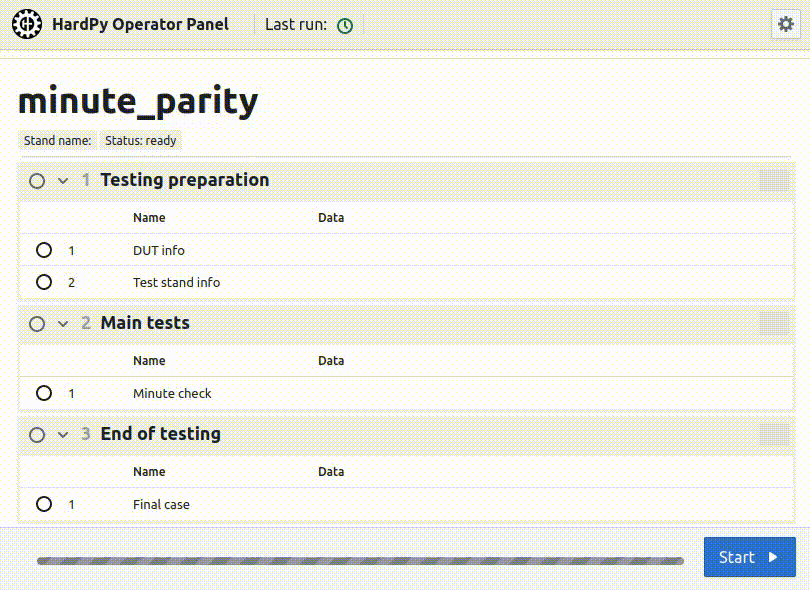 HardPy Operator Panel
Last run:
minute_parity
Stand name:
Status: ready
1 Testing preparation
Name Data
1 DUT info
2 Test stand info
2 Main tests
Name Data
1 Minute check
3 End of testing
Name Data
1 Final case
Start